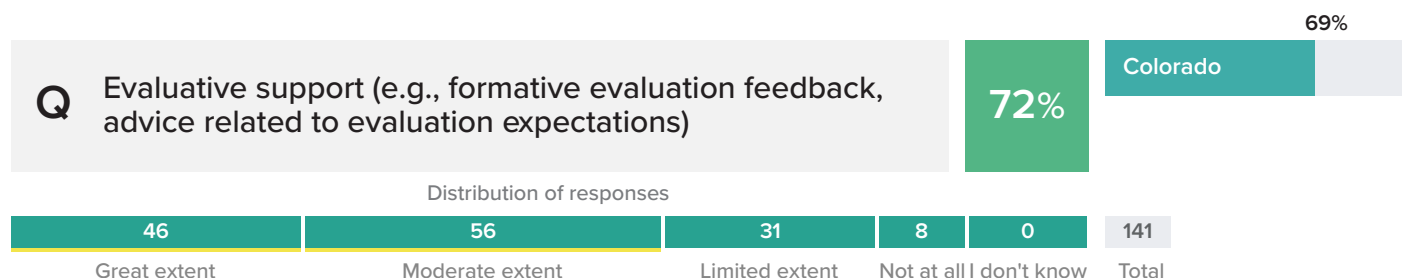 69%
Q Evaluative support (e.g., formative evaluation feedback,
advice related to evaluation expectations)
72%
Colorado
Distribution of responses
46 56 31 8 0 141
Great extent Moderate extent Limited extent Not at all I don't know Total